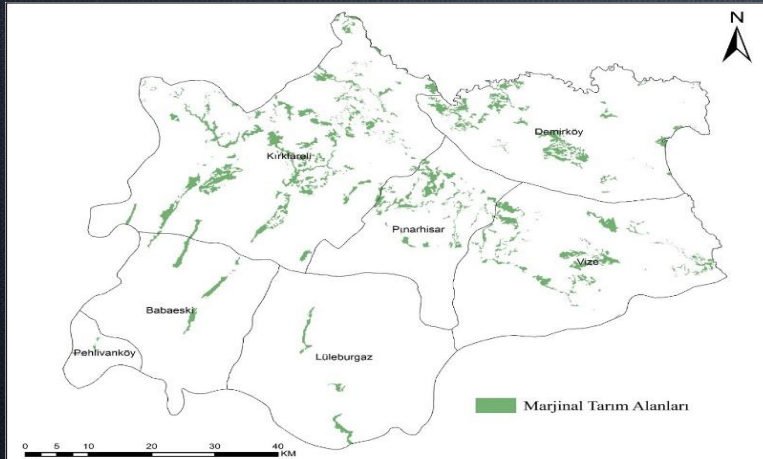 N
Demirköy
Kırklareli
Pınarhisar
Vize
Babaeski
Pehlivanköy
Lüleburgaz
Marjinal Tarım Alanları
0 5 10 20 30 40
KM